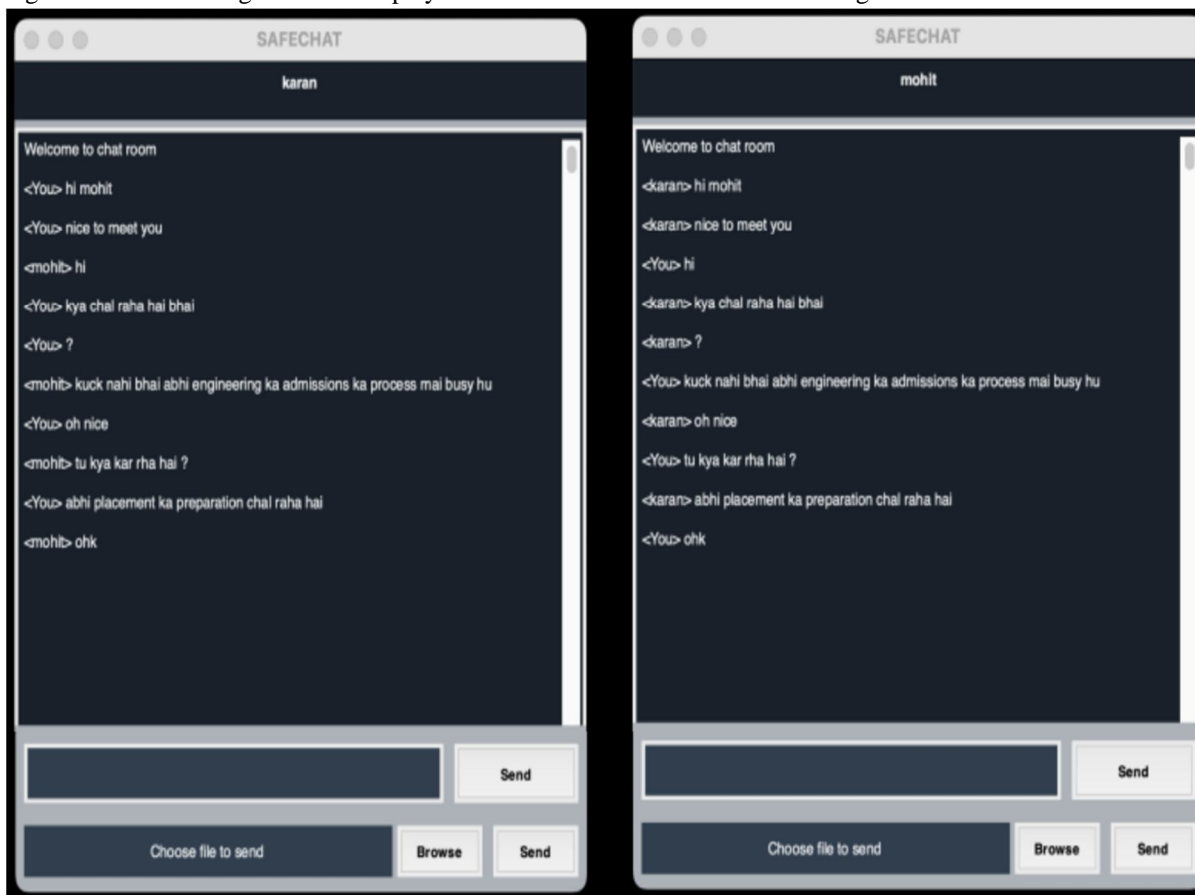 SAFECHAT
karan
Welcome to chat room
<You> hi mohit
<You> nice to meet you
<mohit> hi
<You> kya chal raha hai bhai
<You> ?
<mohit> kuck nahi bhai abhi engineering ka admissions ka process mai busy hu
<You> oh nice
<mohit> tu kya kar rha hai ?
<You> abhi placement ka preparation chal raha hai
<mohit> ohk
Send
Choose file to send
Browse
Send
SAFECHAT
mohit
Welcome to chat room
<karan> hi mohit
<karan> nice to meet you
<You> hi
<karan> kya chal raha hai bhai
<karan> ?
<You> kuck nahi bhai abhi engineering ka admissions ka process mai busy hu
<karan> oh nice
<You> tu kya kar rha hai ?
<karan> abhi placement ka preparation chal raha hai
<You> ohk
Send
Choose file to send
Browse
Send